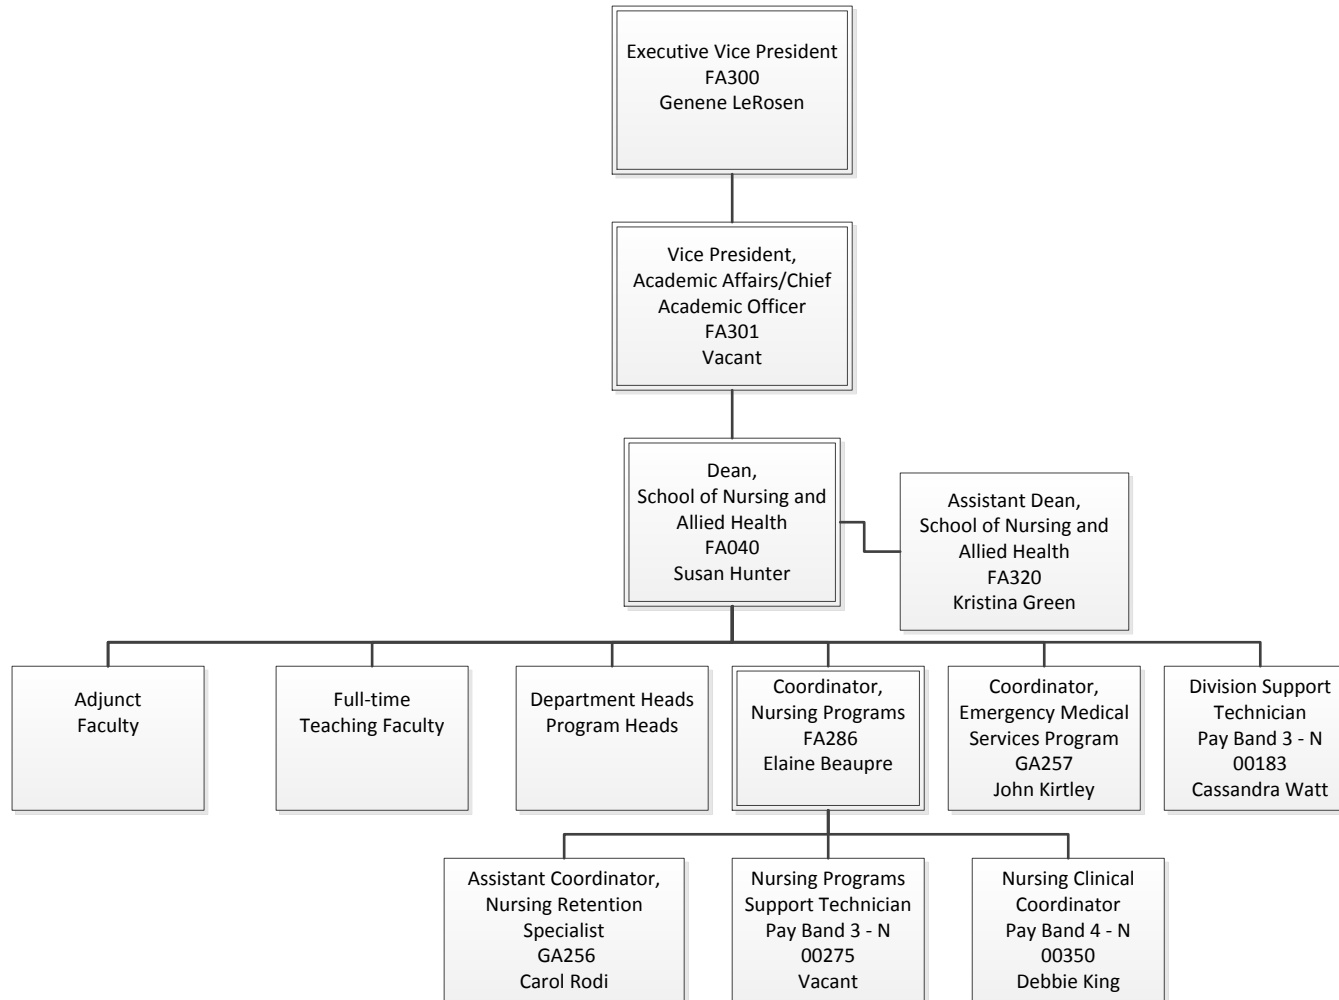 Executive Vice President
FA300
Genene LeRosen
Vice President,
Academic Affairs/Chief
Academic Officer
FA301
Vacant
Dean,
School of Nursing and
Allied Health
FA040
Susan Hunter
Assistant Dean,
School of Nursing and
Allied Health
FA320
Kristina Green
Adjunct
Faculty
Full-time
Teaching Faculty
Department Heads
Program Heads
Coordinator,
Nursing Programs
FA286
Elaine Beaupre
Coordinator,
Emergency Medical
Services Program
GA257
John Kirtley
Division Support
Technician
Pay Band 3 - N
00183
Cassandra Watt
Assistant Coordinator,
Nursing Retention
Specialist
GA256
Carol Rodi
Nursing Programs
Support Technician
Pay Band 3 - N
00275
Vacant
Nursing Clinical
Coordinator
Pay Band 4 - N
00350
Debbie King